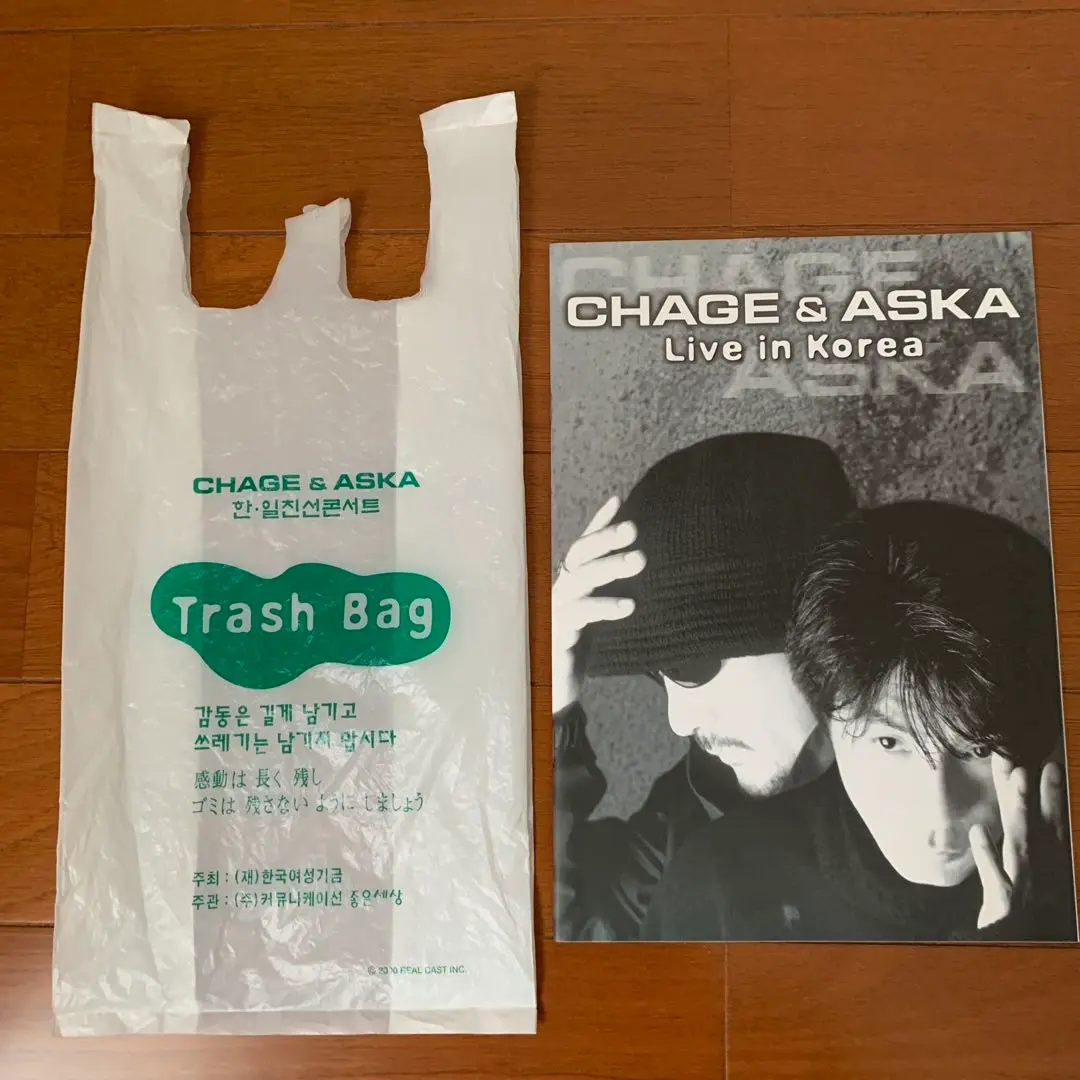 CHAGE & ASKA
한·일친선콘서트
Trash Bag
감동은 길게 남기고
쓰레기는 남기지 맙시다
感動は 長く 残し
ゴミは 残さない ように しましょう
주최 : (재)한국여성기금
주관 : (주)커뮤니케이션 좋은세상
© 2000 REAL CAST INC.
CHAGE
CHAGE & ASKA
Live in Korea
ASKA